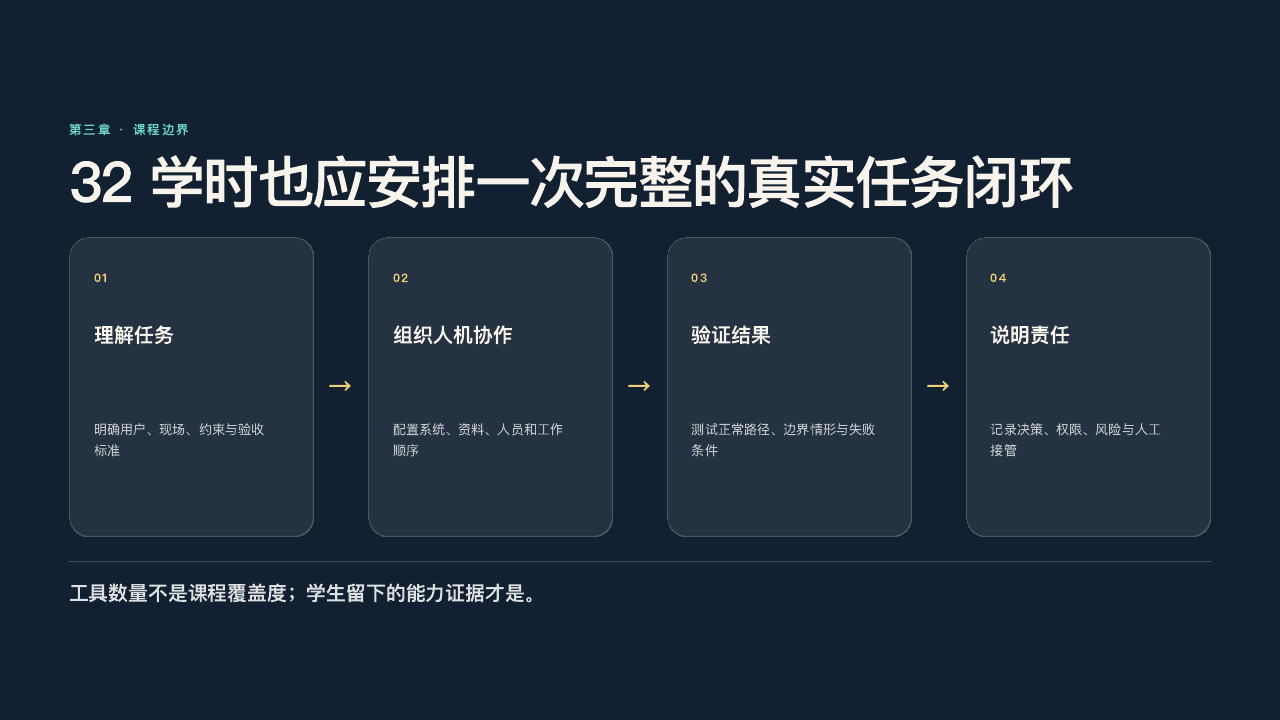 第三章 · 课程边界
32 学时也应安排一次完整的真实任务闭环
01
理解任务
明确用户、现场、约束与验收
标准
→
02
组织人机协作
配置系统、资料、人员和工作
顺序
→
03
验证结果
测试正常路径、边界情形与失败
条件
→
04
说明责任
记录决策、权限、风险与人工
接管
工具数量不是课程覆盖度；学生留下的能力证据才是。